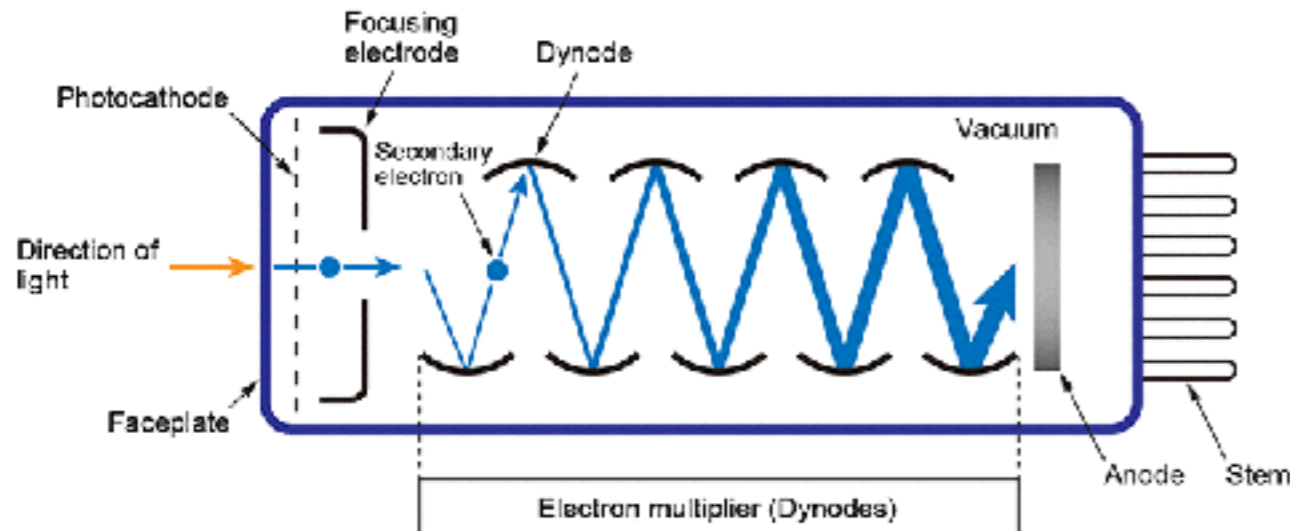 Focusing
electrode
Dynode
Photocathode
Vacuum
Secondary
electron
Direction of
light
Faceplate
Anode
Stem
Electron multiplier (Dynodes)